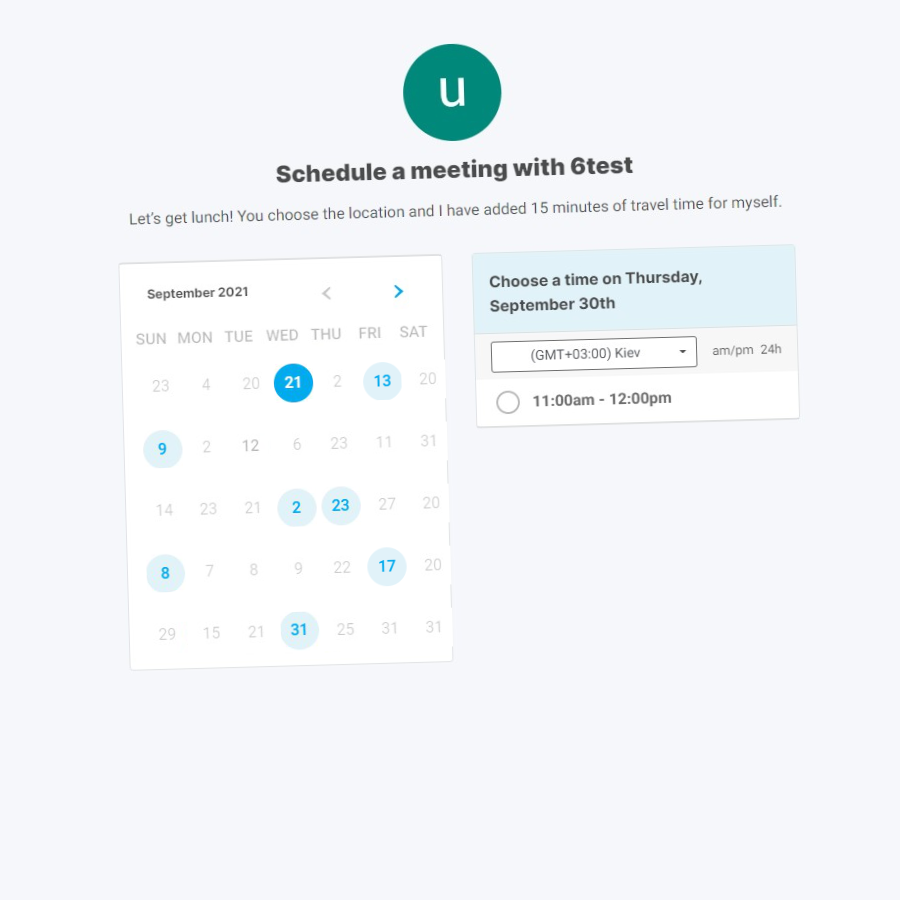 u
Schedule a meeting with 6test
Let's get lunch! You choose the location and I have added 15 minutes of travel time for myself.
September 2021
SUN MON TUE WED THU FRI SAT
23 4 20 21 2 13 20
9 2 12 6 23 11 31
14 23 21 2 23 27 20
8 7 8 9 22 17 20
29 15 21 31 25 31 31
Choose a time on Thursday,
September 30th
(GMT+03:00) Kiev am/pm 24h
11:00am - 12:00pm